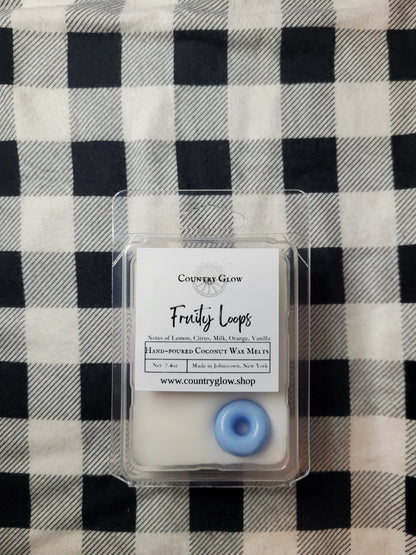 Country Glow
Fruity Loops
Notes of Lemon, Citrus, Milk, Orange, Vanilla
Hand-poured Coconut Wax Melts
Net 2.4oz Made in Johnstown, New York
www.countryglow.shop